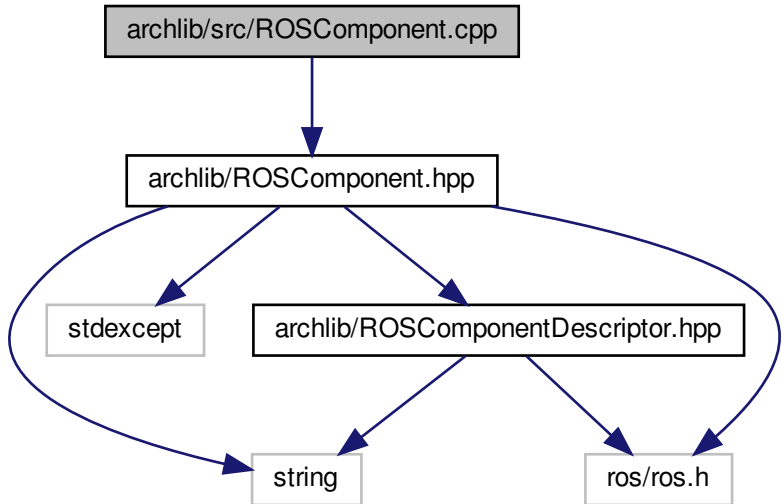 archlib/src/ROSComponent.cpp
archlib/ROSComponent.hpp
stdexcept
archlib/ROSComponentDescriptor.hpp
string
ros/ros.h